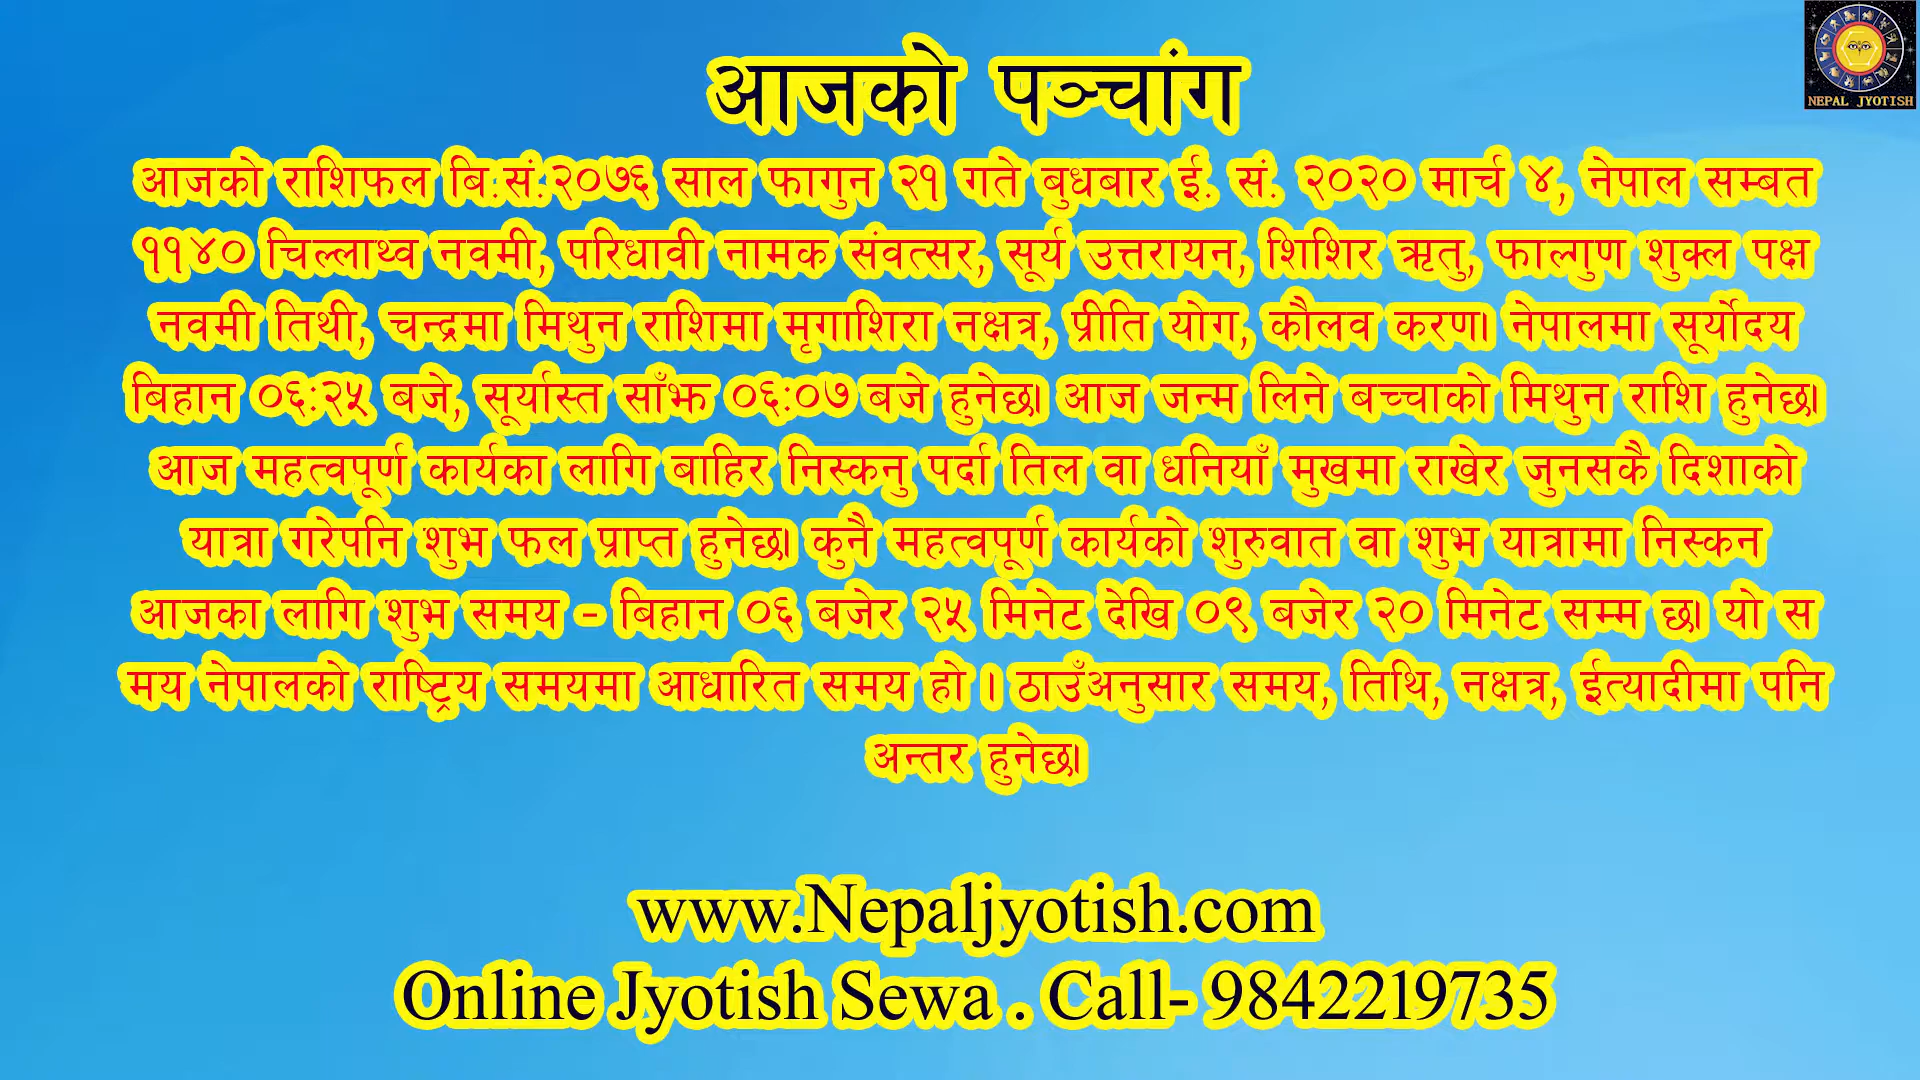 आजको पञ्चांग
NEPAL JYOTISH
आजको राशिफल बि.सं.२०७६ साल फागुन २१ गते बुधबार ई. सं. २०२० मार्च ४, नेपाल सम्बत
११४० चिल्लाथ्व नवमी, परिधावी नामक संवत्सर, सूर्य उत्तरायन, शिशिर ऋतु, फाल्गुण शुक्ल पक्ष
नवमी तिथी, चन्द्रमा मिथुन राशिमा मृगाशिरा नक्षत्र, प्रीति योग, कौलव करण। नेपालमा सूर्योदय
बिहान ०६:२५ बजे, सूर्यास्त साँझ ०६:०७ बजे हुनेछ। आज जन्म लिने बच्चाको मिथुन राशि हुनेछ।
आज महत्वपूर्ण कार्यका लागि बाहिर निस्कनु पर्दा तिल वा धनियाँ मुखमा राखेर जुनसकै दिशाको
यात्रा गरेपनि शुभ फल प्राप्त हुनेछ। कुनै महत्वपूर्ण कार्यको शुरुवात वा शुभ यात्रामा निस्कन
आजका लागि शुभ समय - बिहान ०६ बजेर २५ मिनेट देखि ०९ बजेर २० मिनेट सम्म छ। यो स
मय नेपालको राष्ट्रिय समयमा आधारित समय हो । ठाउँअनुसार समय, तिथि, नक्षत्र, ईत्यादीमा पनि
अन्तर हुनेछ।
www.Nepaljyotish.com
Online Jyotish Sewa . Call- 9842219735